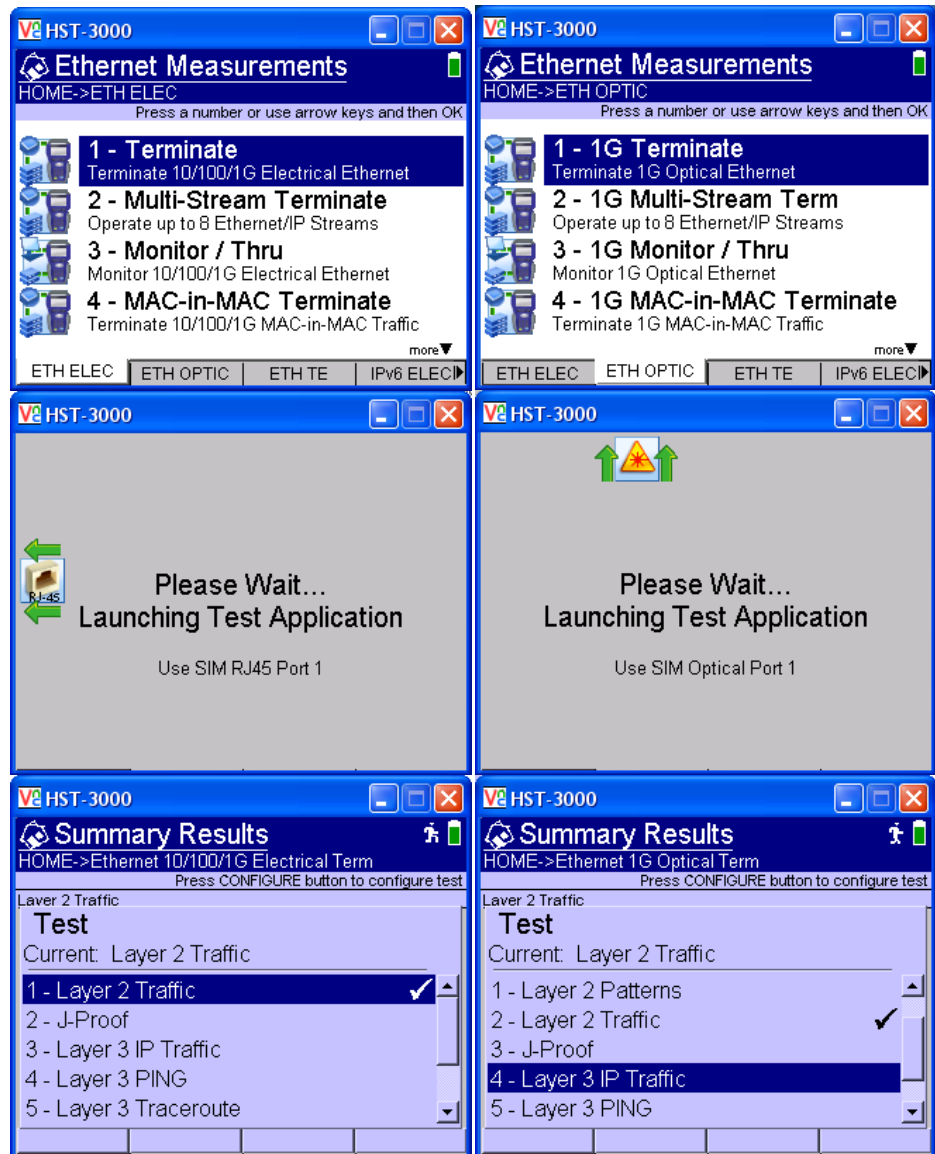 HST-3000
Ethernet Measurements
HOME->ETH ELEC
Press a number or use arrow keys and then OK
1 - Terminate
Terminate 10/100/1G Electrical Ethernet
2 - Multi-Stream Terminate
Operate up to 8 Ethernet/IP Streams
3 - Monitor / Thru
Monitor 10/100/1G Electrical Ethernet
4 - MAC-in-MAC Terminate
Terminate 10/100/1G MAC-in-MAC Traffic
more▼
ETH ELEC ETH OPTIC ETH TE IPv6 ELEC
HST-3000
Ethernet Measurements
HOME->ETH OPTIC
Press a number or use arrow keys and then OK
1 - 1G Terminate
Terminate 1G Optical Ethernet
2 - 1G Multi-Stream Term
Operate up to 8 Ethernet/IP Streams
3 - 1G Monitor / Thru
Monitor 1G Optical Ethernet
4 - 1G MAC-in-MAC Terminate
Terminate 1G MAC-in-MAC Traffic
more▼
ETH ELEC ETH OPTIC ETH TE IPv6 ELEC
HST-3000
RJ-45
Please Wait...
Launching Test Application
Use SIM RJ45 Port 1
HST-3000
Please Wait...
Launching Test Application
Use SIM Optical Port 1
HST-3000
Summary Results
HOME->Ethernet 10/100/1G Electrical Term
Press CONFIGURE button to configure test
Layer 2 Traffic
Test
Current: Layer 2 Traffic
1 - Layer 2 Traffic ✓
2 - J-Proof
3 - Layer 3 IP Traffic
4 - Layer 3 PING
5 - Layer 3 Traceroute
HST-3000
Summary Results
HOME->Ethernet 1G Optical Term
Press CONFIGURE button to configure test
Layer 2 Traffic
Test
Current: Layer 2 Traffic
1 - Layer 2 Patterns
2 - Layer 2 Traffic ✓
3 - J-Proof
4 - Layer 3 IP Traffic
5 - Layer 3 PING